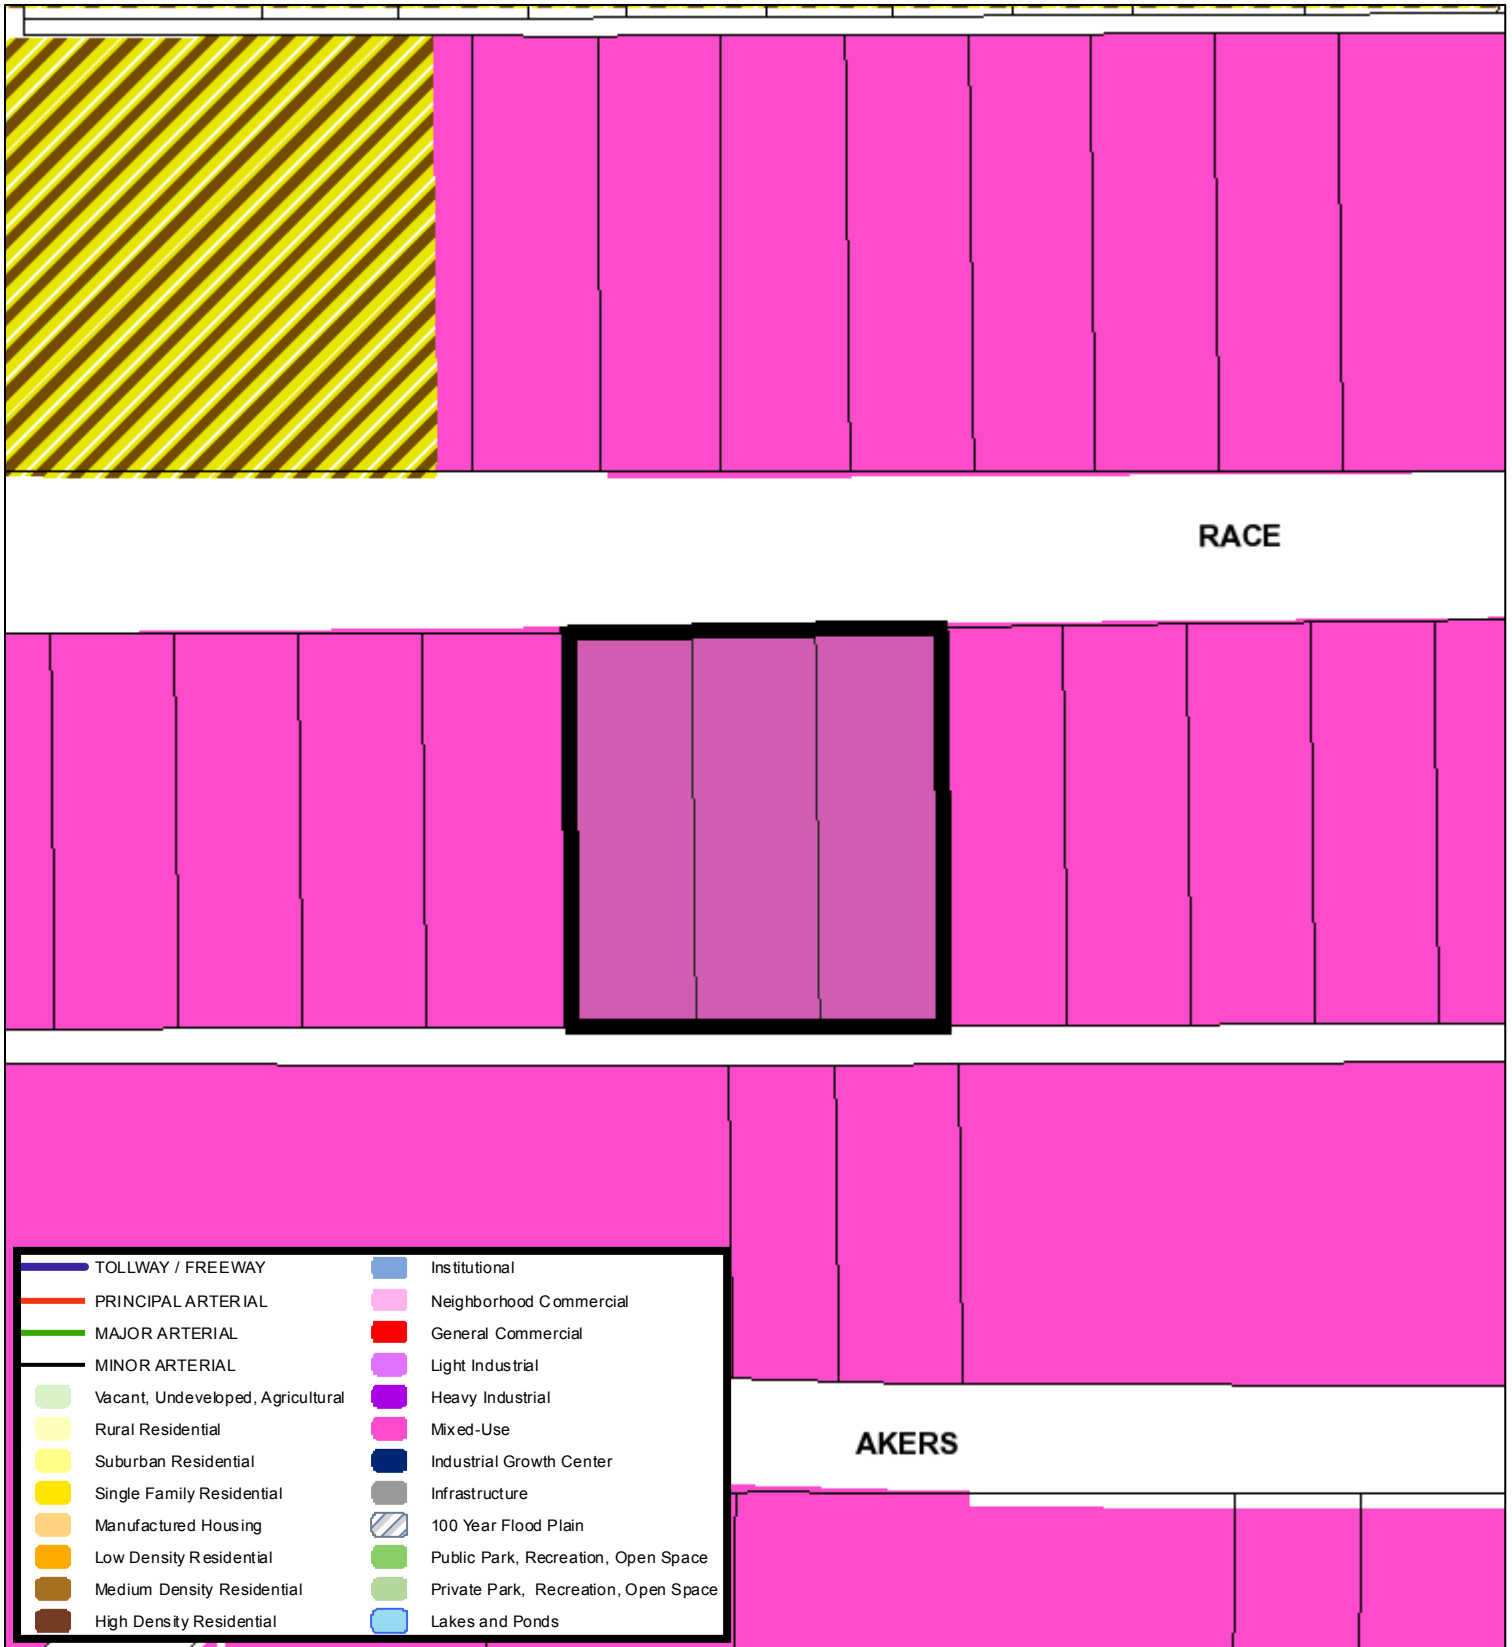 RACE
TOLLWAY / FREEWAY
PRINCIPAL ARTERIAL
MAJOR ARTERIAL
MINOR ARTERIAL
Vacant, Undeveloped, Agricultural
Rural Residential
Suburban Residential
Single Family Residential
Manufactured Housing
Low Density Residential
Medium Density Residential
High Density Residential
Institutional
Neighborhood Commercial
General Commercial
Light Industrial
Heavy Industrial
Mixed-Use
Industrial Growth Center
Infrastructure
100 Year Flood Plain
Public Park, Recreation, Open Space
Private Park, Recreation, Open Space
Lakes and Ponds
AKERS